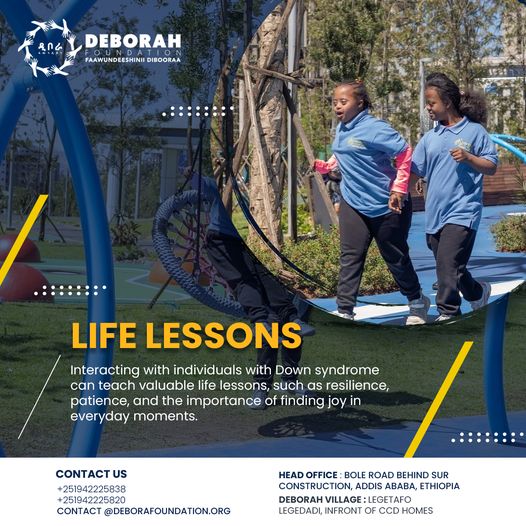 ዲቦራ
DEBORAH
FOUNDATION
FAAWUNDEESHINII DIBOORAA
LIFE LESSONS
Interacting with individuals with Down syndrome
can teach valuable life lessons, such as resilience,
patience, and the importance of finding joy in
everyday moments.
CONTACT US
+251942225838
+251942225820
CONTACT @DEBORAFOUNDATION.ORG
HEAD OFFICE : BOLE ROAD BEHIND SUR
CONSTRUCTION, ADDIS ABABA, ETHIOPIA
DEBORAH VILLAGE : LEGETAFO
LEGEDADI, INFRONT OF CCD HOMES